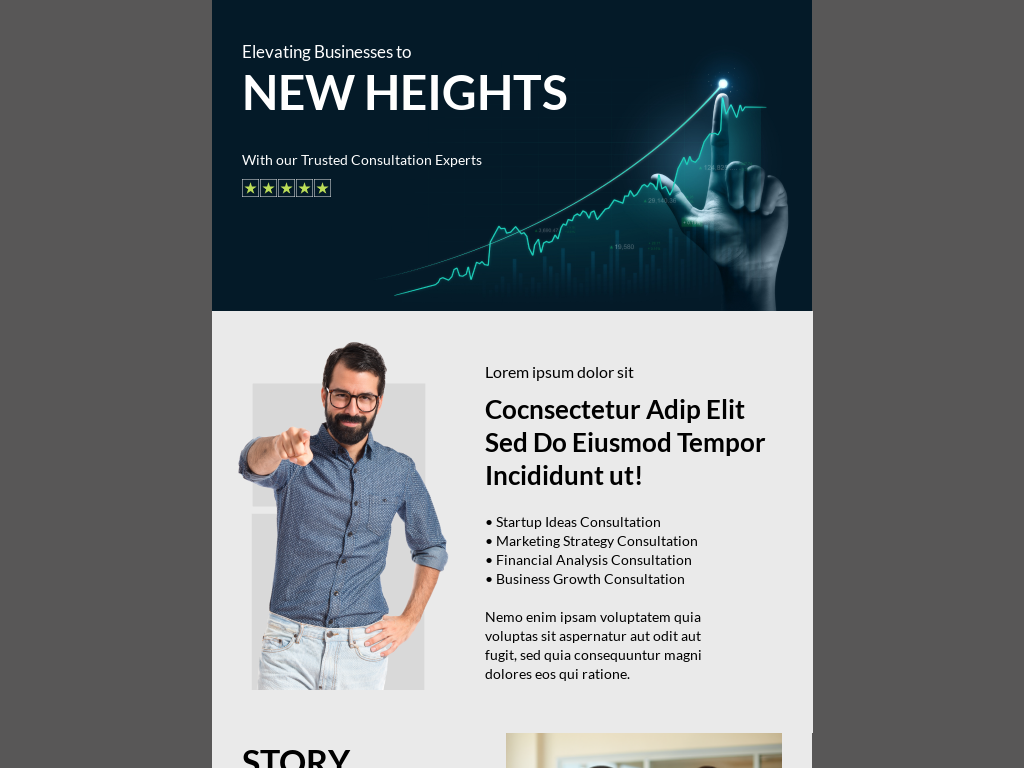 Elevating Businesses to
NEW HEIGHTS
With our Trusted Consultation Experts
Lorem ipsum dolor sit
Cocnsectetur Adip Elit
Sed Do Eiusmod Tempor
Incididunt ut!
• Startup Ideas Consultation
• Marketing Strategy Consultation
• Financial Analysis Consultation
• Business Growth Consultation
Nemo enim ipsam voluptatem quia
voluptas sit aspernatur aut odit aut
fugit, sed quia consequuntur magni
dolores eos qui ratione.
STORY